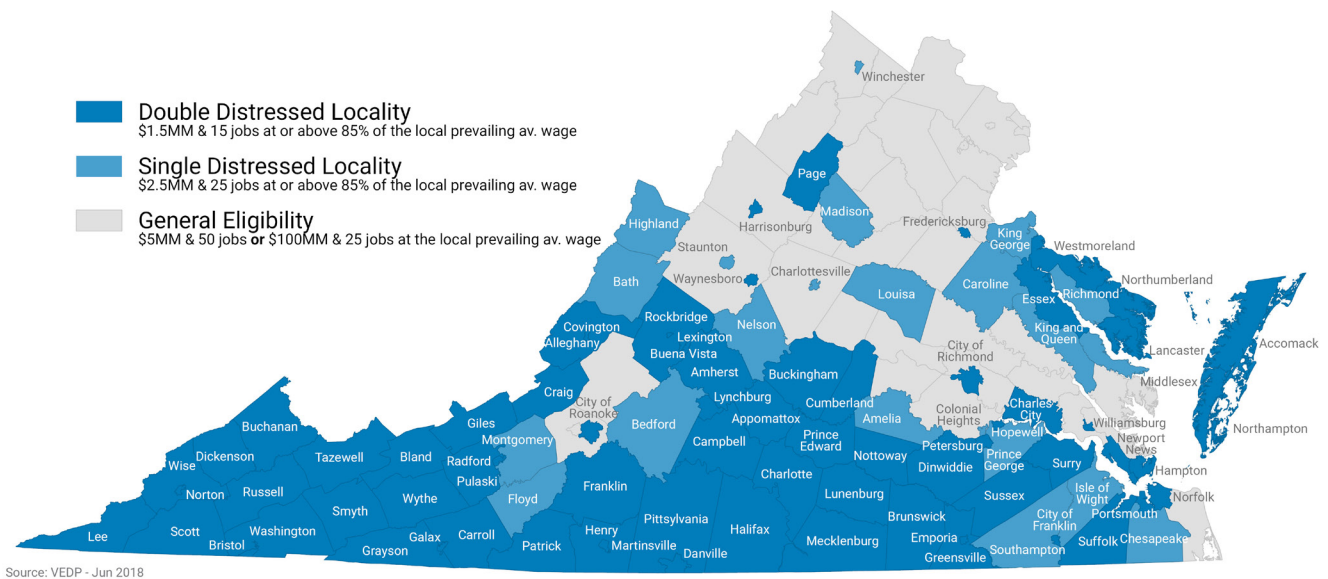 Double Distressed Locality
$1.5MM & 15 jobs at or above 85% of the local prevailing av. wage
Single Distressed Locality
$2.5MM & 25 jobs at or above 85% of the local prevailing av. wage
General Eligibility
$5MM & 50 jobs or $100MM & 25 jobs at the local prevailing av. wage
Winchester
Page
Madison
Harrisonburg
Fredericksburg
Highland
Staunton
King
George
Westmoreland
Waynesboro
Charlottesville
Northumberland
Bath
Louisa
Caroline
Essex
Richmond
Rockbridge
Nelson
Covington
Lexington
King and
Queen
Alleghany
Buena Vista
City of
Richmond
Lancaster
Accomack
Amherst
Buckingham
Middlesex
Craig
Lynchburg
City of
Roanoke
Cumberland
Charles
City
Colonial
Heights
Appomattox
Amelia
Buchanan
Giles
Bedford
Williamsburg
Northampton
Montgomery
Campbell
Prince
Edward
Hopewell
Newport
News
Petersburg
Dickenson
Tazewell
Bland
Radford
Nottoway
Prince
George
Wise
Dinwiddie
Surry
Hampton
Pulaski
Charlotte
Norton
Russell
Wythe
Floyd
Franklin
Lunenburg
Sussex
Isle of
Wight
Norfolk
Smyth
Pittsylvania
Brunswick
City of
Franklin
Portsmouth
Lee
Scott
Washington
Galax
Carroll
Henry
Halifax
Emporia
Bristol
Grayson
Patrick
Martinsville
Danville
Mecklenburg
Greensville
Southampton
Suffolk
Chesapeake
Source: VEDP - Jun 2018